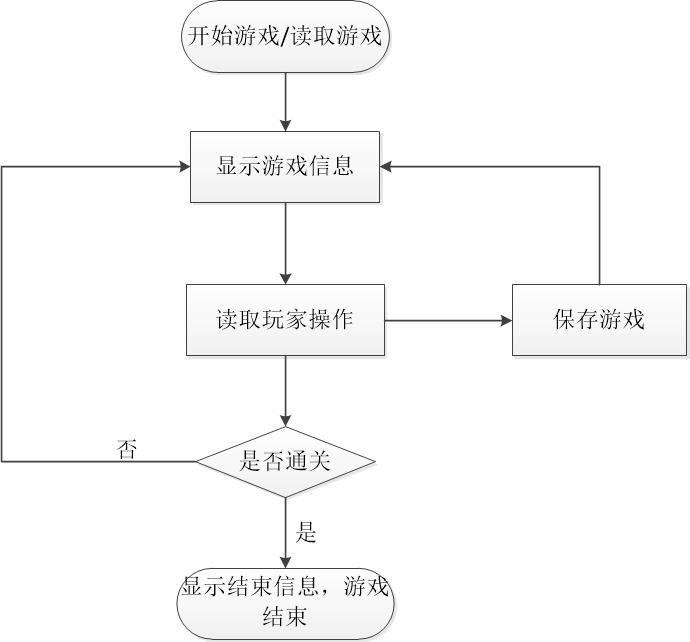 开始游戏/读取游戏
显示游戏信息
读取玩家操作
保存游戏
否
是否通关
是
显示结束信息，游戏
结束